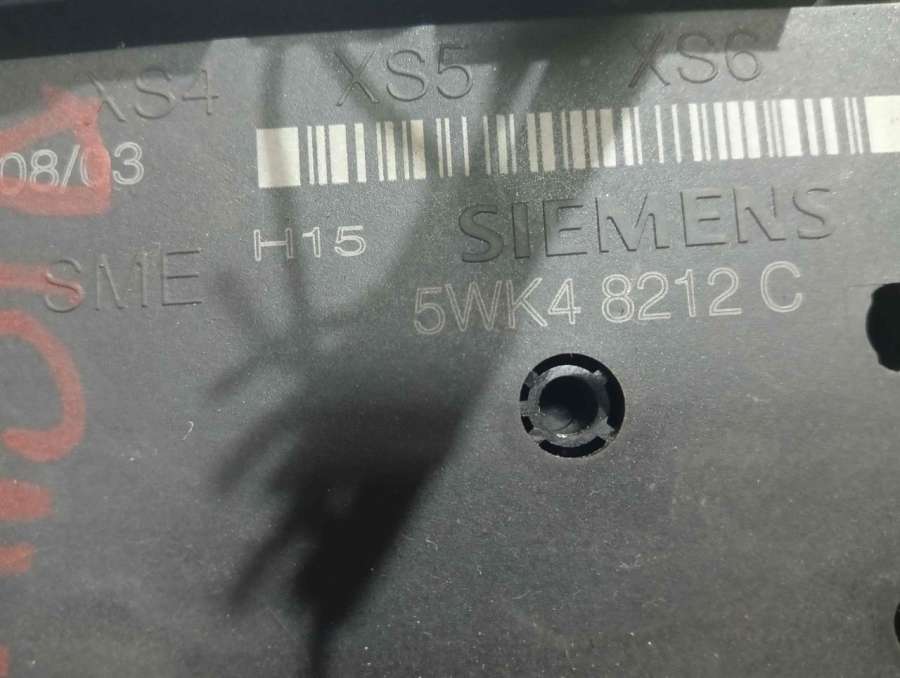 XS4 XS5 XS6
08/03
H15 SIEMENS
SME
5WK4 8212 C